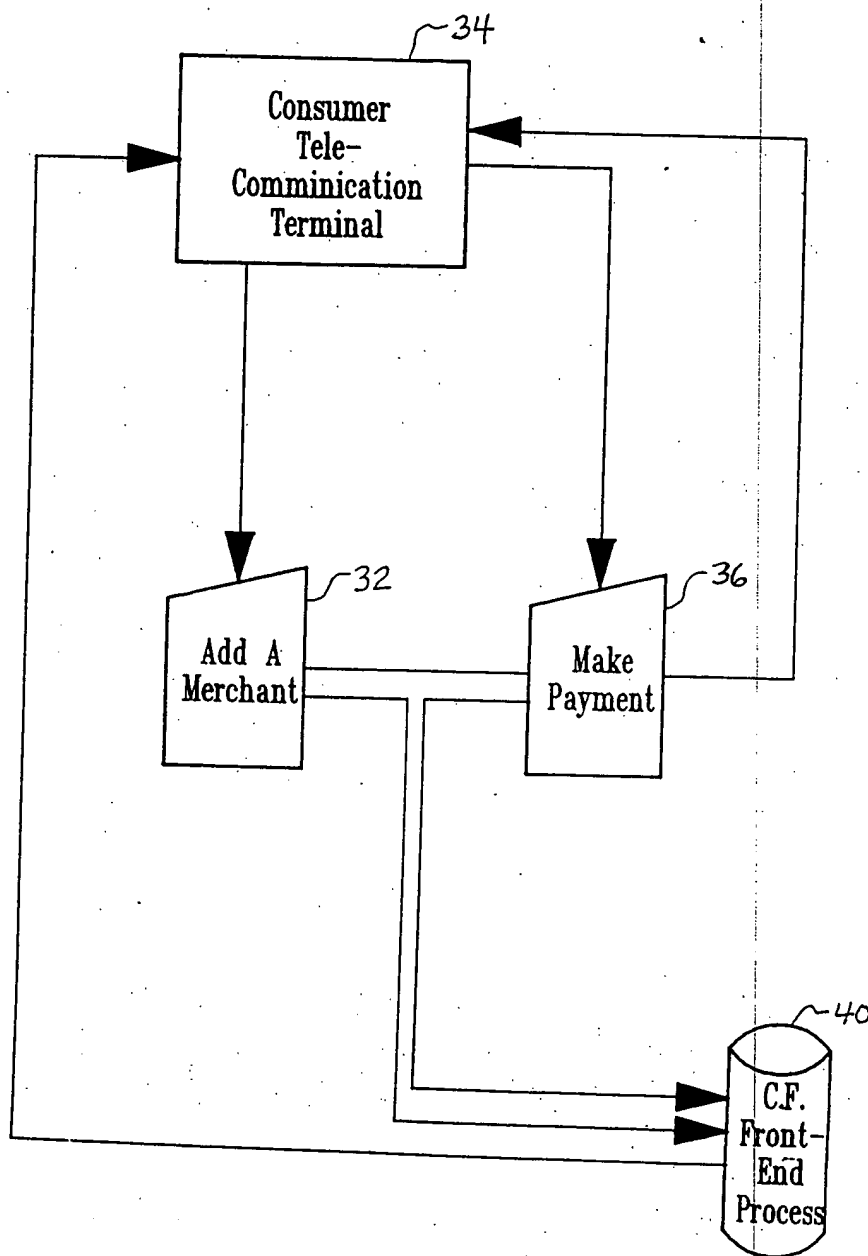 34
Consumer
Tele-
Comminication
Terminal
32
Add A
Merchant
36
Make
Payment
40
C.F.
Front-
End
Process